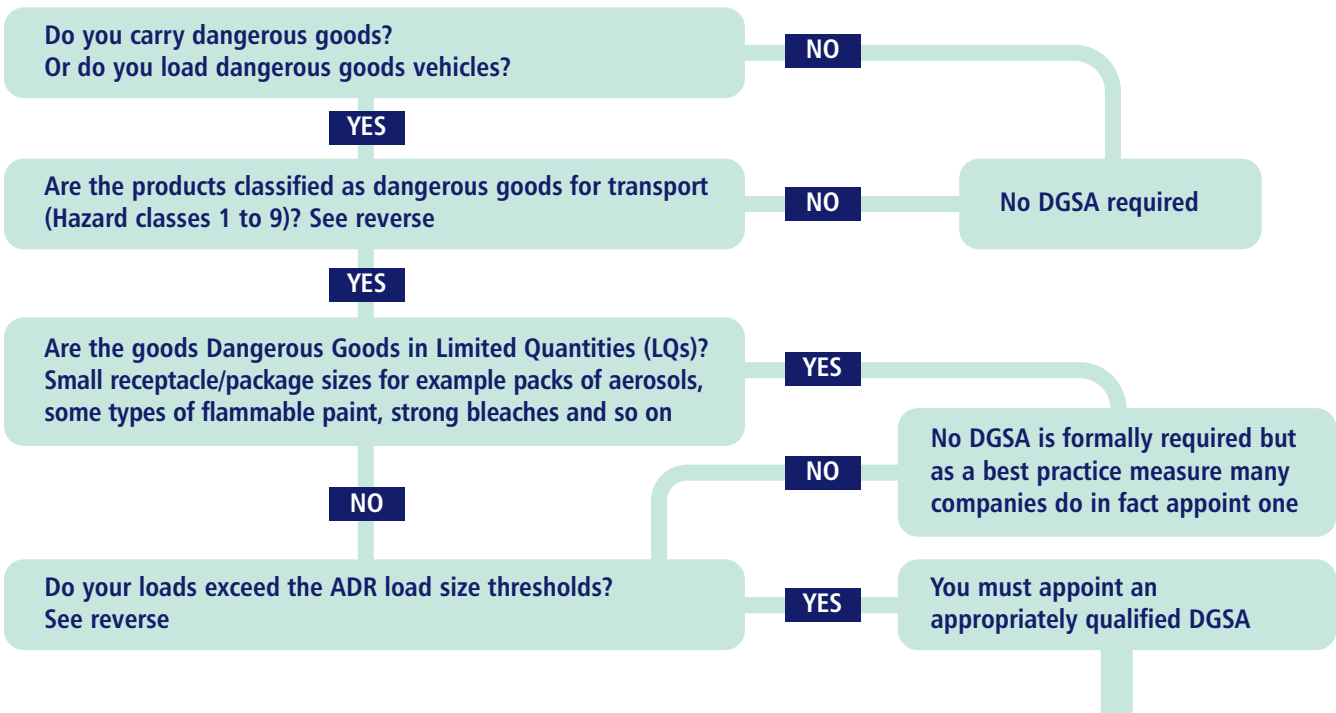 Do you carry dangerous goods?
Or do you load dangerous goods vehicles?
NO
YES
Are the products classified as dangerous goods for transport
(Hazard classes 1 to 9)? See reverse
NO
No DGSA required
YES
Are the goods Dangerous Goods in Limited Quantities (LQs)?
Small receptacle/package sizes for example packs of aerosols,
some types of flammable paint, strong bleaches and so on
YES
No DGSA is formally required but
as a best practice measure many
companies do in fact appoint one
NO
NO
Do your loads exceed the ADR load size thresholds?
See reverse
YES
You must appoint an
appropriately qualified DGSA